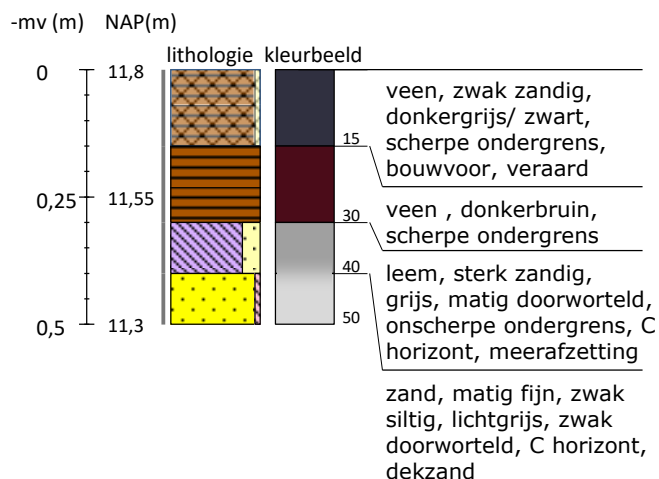 -mv (m) NAP(m)
lithologie kleurbeeld
0 11,8
veen, zwak zandig,
donkergrijs/ zwart,
scherpe ondergrens,
bouwvoor, veraard
15
0,25 11,55
30
veen , donkerbruin,
scherpe ondergrens
40
leem, sterk zandig,
grijs, matig doorworteld,
onscherpe ondergrens, C
horizont, meerafzetting
0,5 11,3 50
zand, matig fijn, zwak
siltig, lichtgrijs, zwak
doorworteld, C horizont,
dekzand